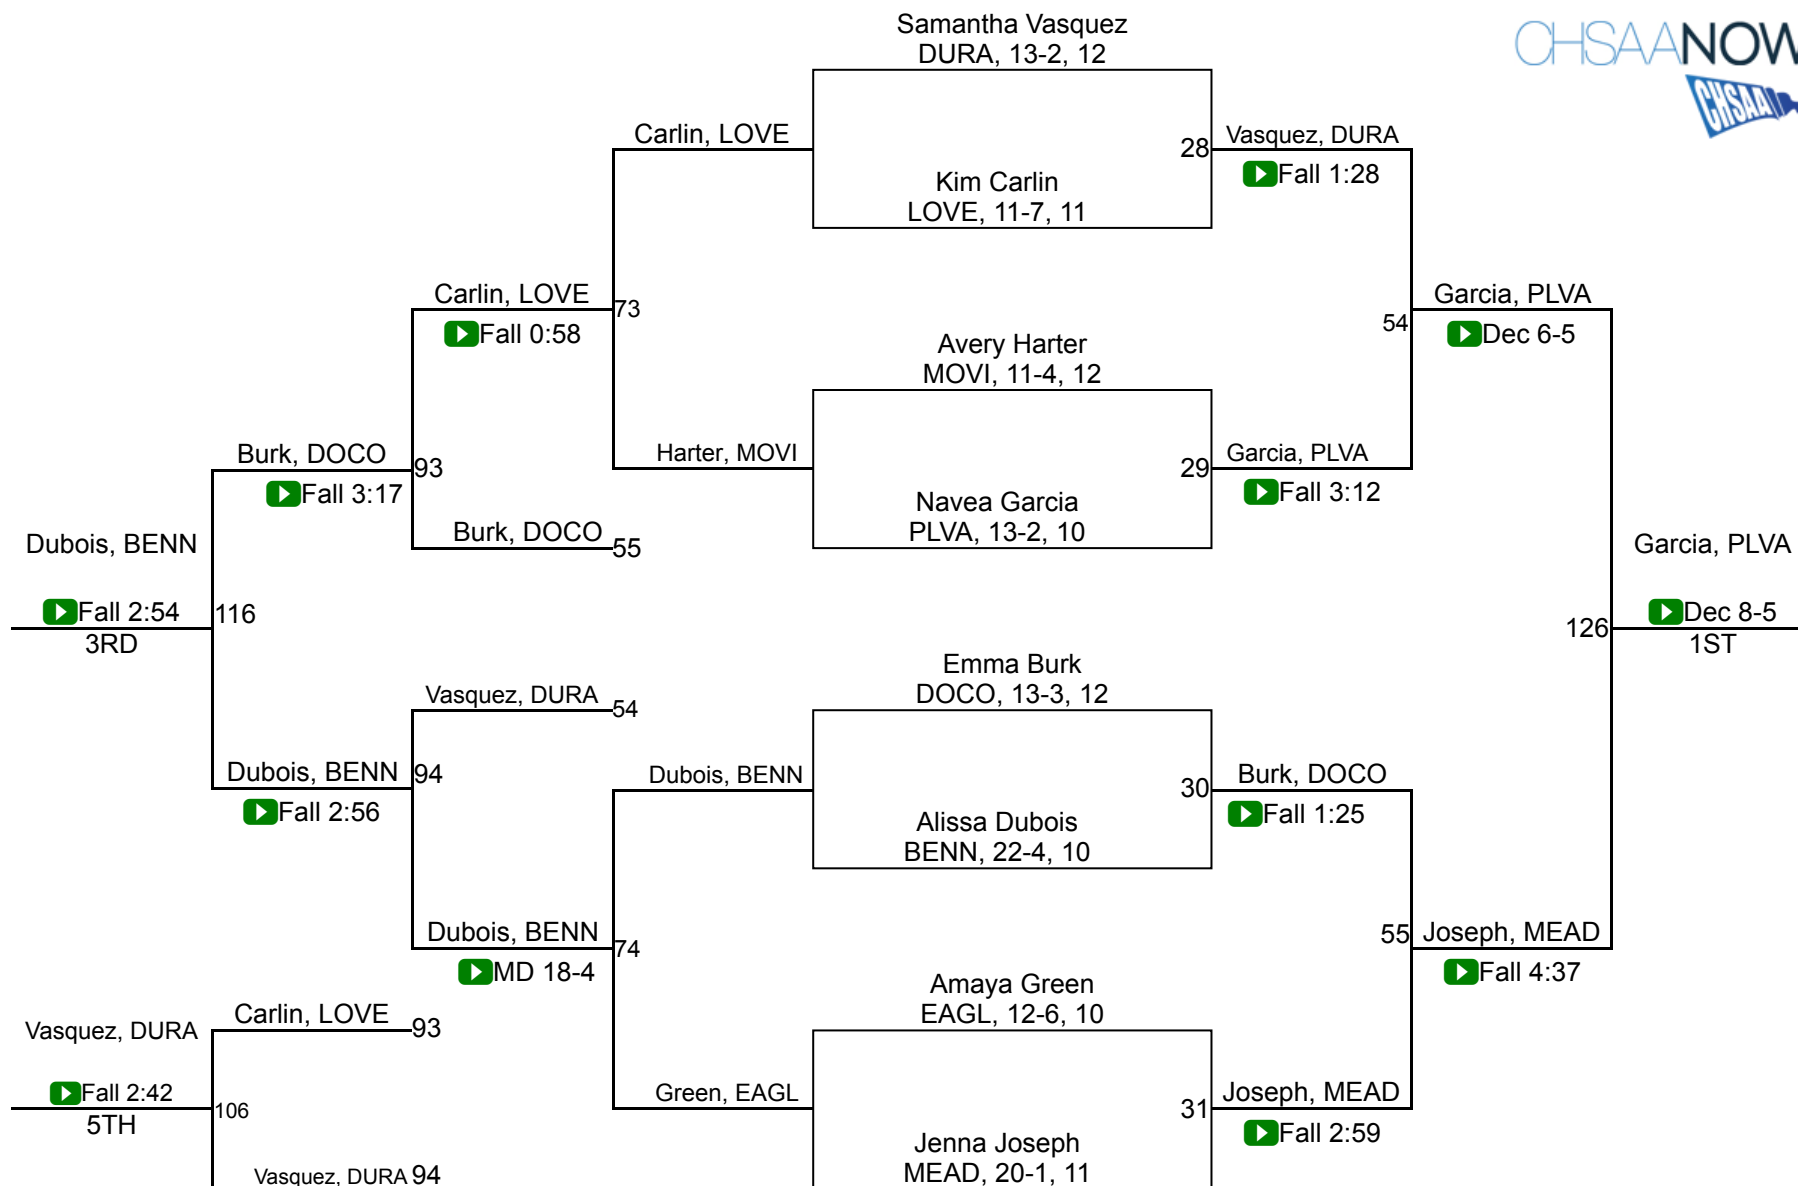 Samantha Vasquez
DURA, 13-2, 12
CHSAANOW
CHSAA
Carlin, LOVE
28
Vasquez, DURA
Fall 1:28
Kim Carlin
LOVE, 11-7, 11
Carlin, LOVE
73
Fall 0:58
Garcia, PLVA
54
Dec 6-5
Avery Harter
MOVI, 11-4, 12
Burk, DOCO
93
Fall 3:17
Harter, MOVI
29
Garcia, PLVA
Fall 3:12
Navea Garcia
PLVA, 13-2, 10
Burk, DOCO
55
Dubois, BENN
Fall 2:54
3RD
116
Garcia, PLVA
126
Dec 8-5
1ST
Emma Burk
DOCO, 13-3, 12
Vasquez, DURA
54
Dubois, BENN
94
Fall 2:56
Dubois, BENN
30
Burk, DOCO
Fall 1:25
Alissa Dubois
BENN, 22-4, 10
Dubois, BENN
74
MD 18-4
55
Joseph, MEAD
Fall 4:37
Amaya Green
EAGL, 12-6, 10
Carlin, LOVE
93
Vasquez, DURA
Fall 2:42
5TH
106
Green, EAGL
31
Joseph, MEAD
Fall 2:59
Jenna Joseph
MEAD, 20-1, 11
Vasquez, DURA
94